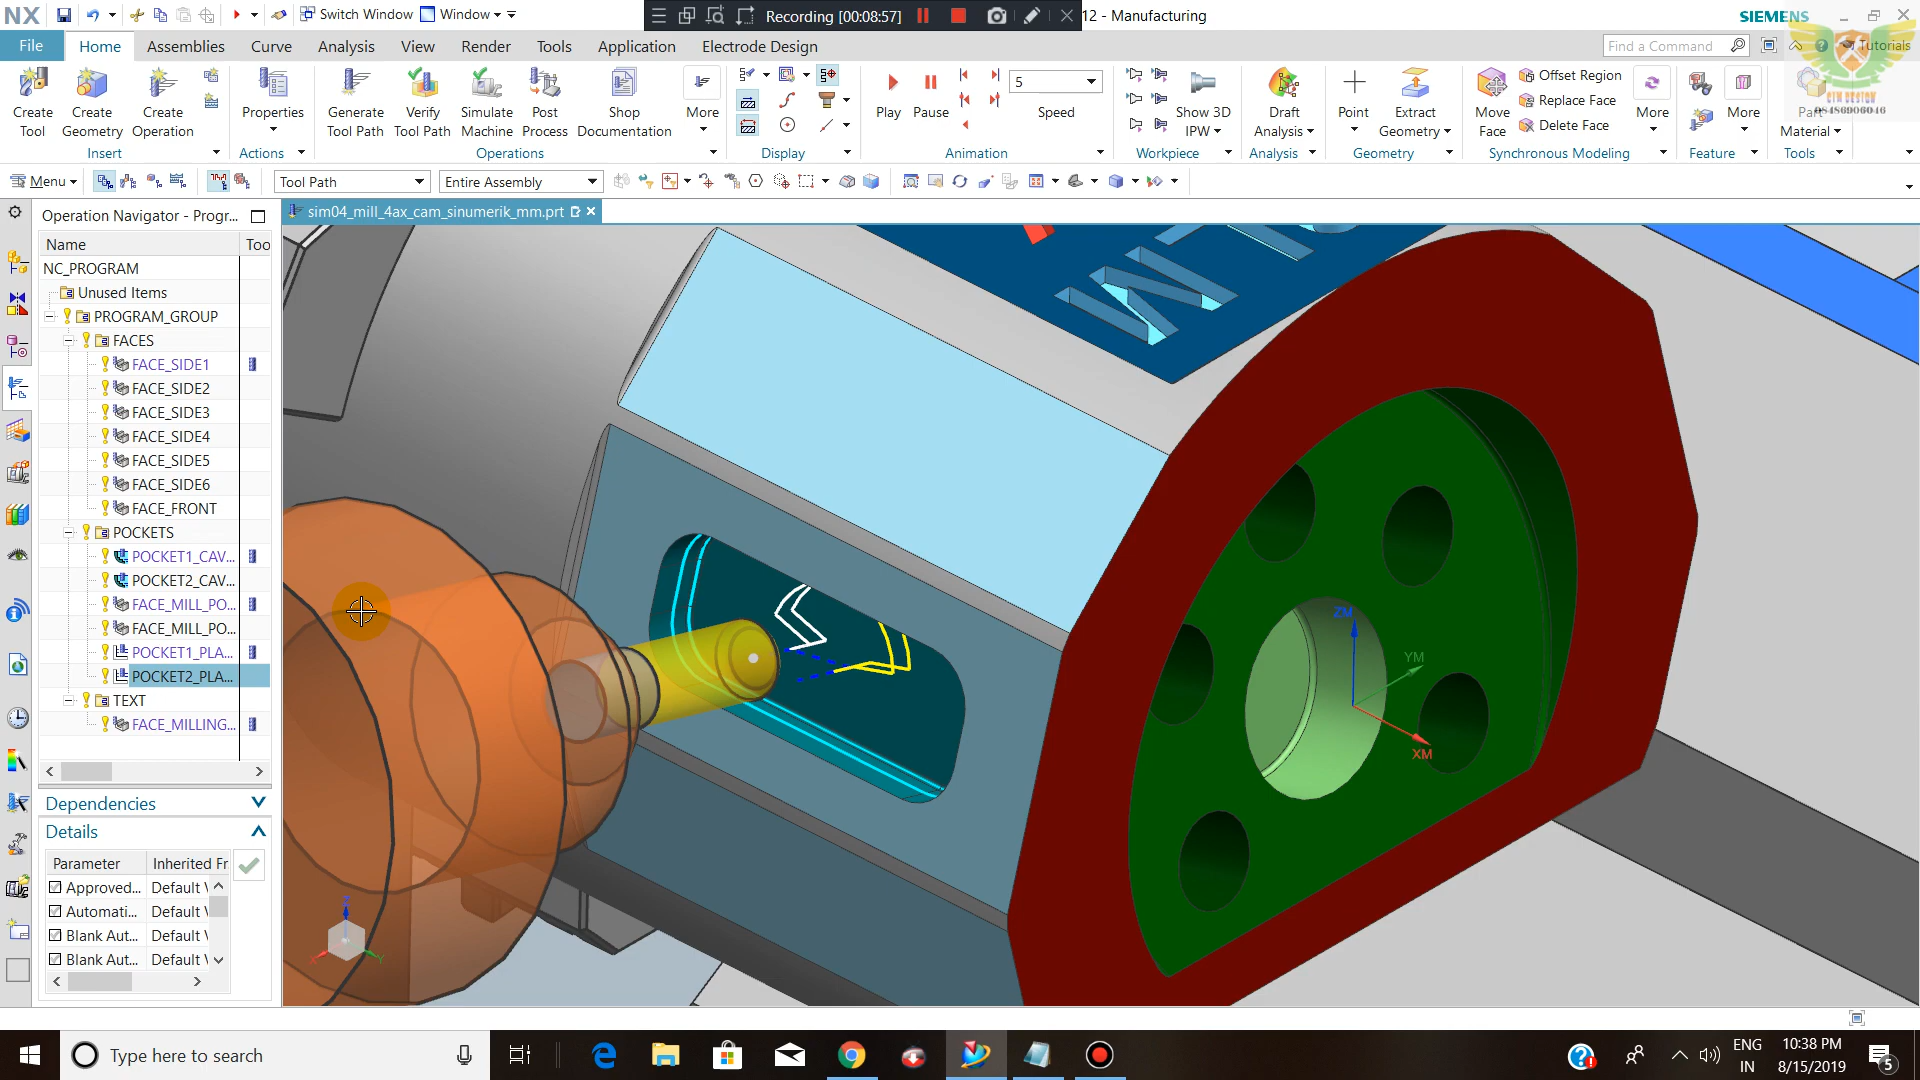 NX
Switch Window
Window
Recording [00:08:57]
12 - Manufacturing
SIEMENS
File
Home
Assemblies
Curve
Analysis
View
Render
Tools
Application
Electrode Design
Find a Command
Tutorials
Create Tool
Create Geometry
Create Operation
Properties
Generate Tool Path
Verify Tool Path
Simulate Machine
Post Process
Shop Documentation
More
Play
Pause
5
Speed
Show 3D IPW
Draft Analysis
Point
Extract Geometry
Move Face
Offset Region
Replace Face
Delete Face
More
More
Part Material
CIM DESIGN
08486906046
Insert
Actions
Operations
Display
Animation
Workpiece
Analysis
Geometry
Synchronous Modeling
Feature
Tools
Menu
Tool Path
Entire Assembly
Operation Navigator - Progr...
sim04_mill_4ax_cam_sinumerik_mm.prt
Name
Too
NC_PROGRAM
Unused Items
PROGRAM_GROUP
FACES
FACE_SIDE1
FACE_SIDE2
FACE_SIDE3
FACE_SIDE4
FACE_SIDE5
FACE_SIDE6
FACE_FRONT
POCKETS
POCKET1_CAV...
POCKET2_CAV...
FACE_MILL_PO...
FACE_MILL_PO...
POCKET1_PLA...
POCKET2_PLA...
TEXT
FACE_MILLING...
Dependencies
Details
Parameter
Inherited Fr
Approved...
Default
Automati...
Default
Blank Aut...
Default
Blank Aut...
Default
ZM
YM
XM
Z
X
Y
Type here to search
ENG
IN
10:38 PM
8/15/2019
5